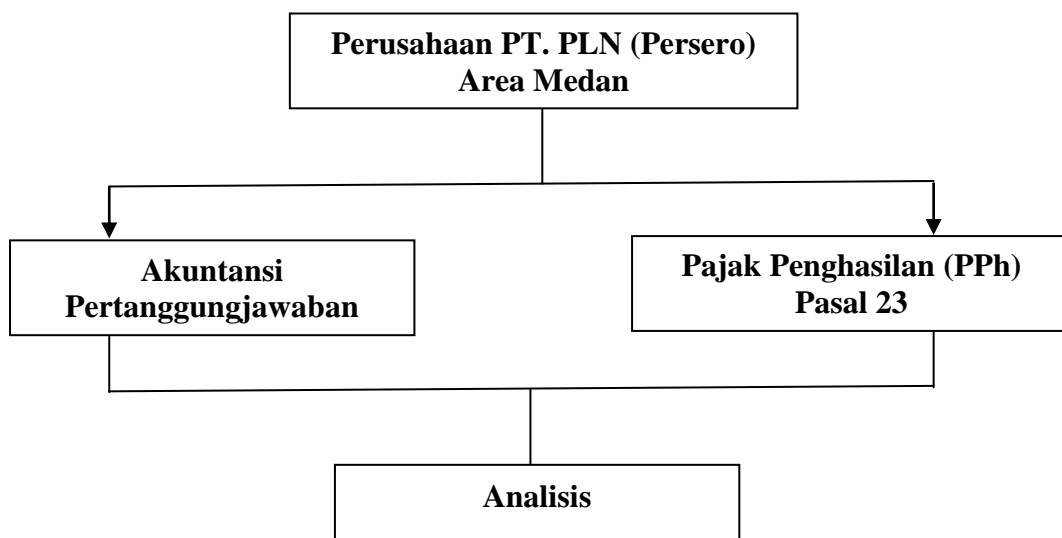 Perusahaan PT. PLN (Persero)
Area Medan
Akuntansi
Pertanggungjawaban
Pajak Penghasilan (PPh)
Pasal 23
Analisis